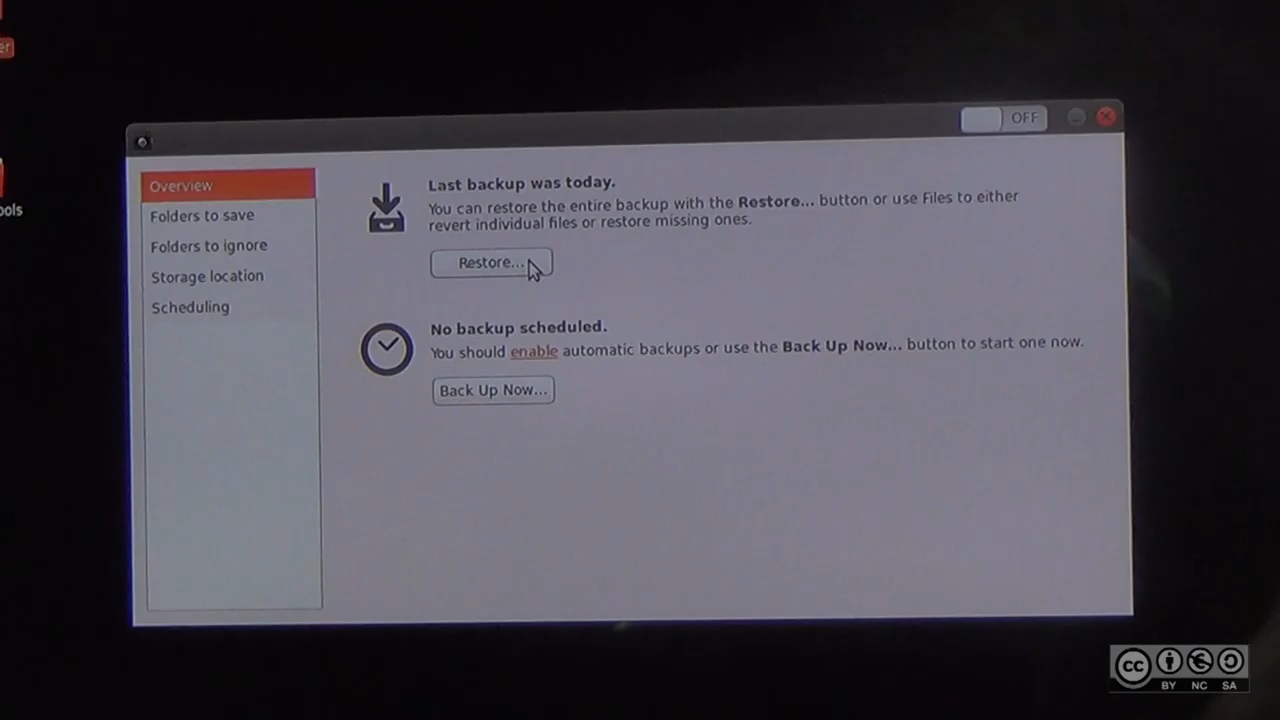 er
ools
OFF
Overview
Folders to save
Folders to ignore
Storage location
Scheduling
Last backup was today.
You can restore the entire backup with the Restore... button or use Files to either
revert individual files or restore missing ones.
Restore...
No backup scheduled.
You should enable automatic backups or use the Back Up Now... button to start one now.
Back Up Now...
cc
BY NC SA